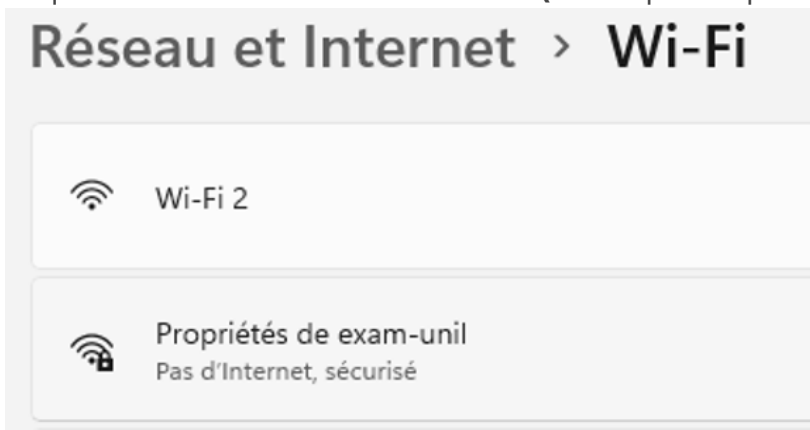 Réseau et Internet > Wi-Fi
Wi-Fi 2
Propriétés de exam-unil
Pas d’Internet, sécurisé